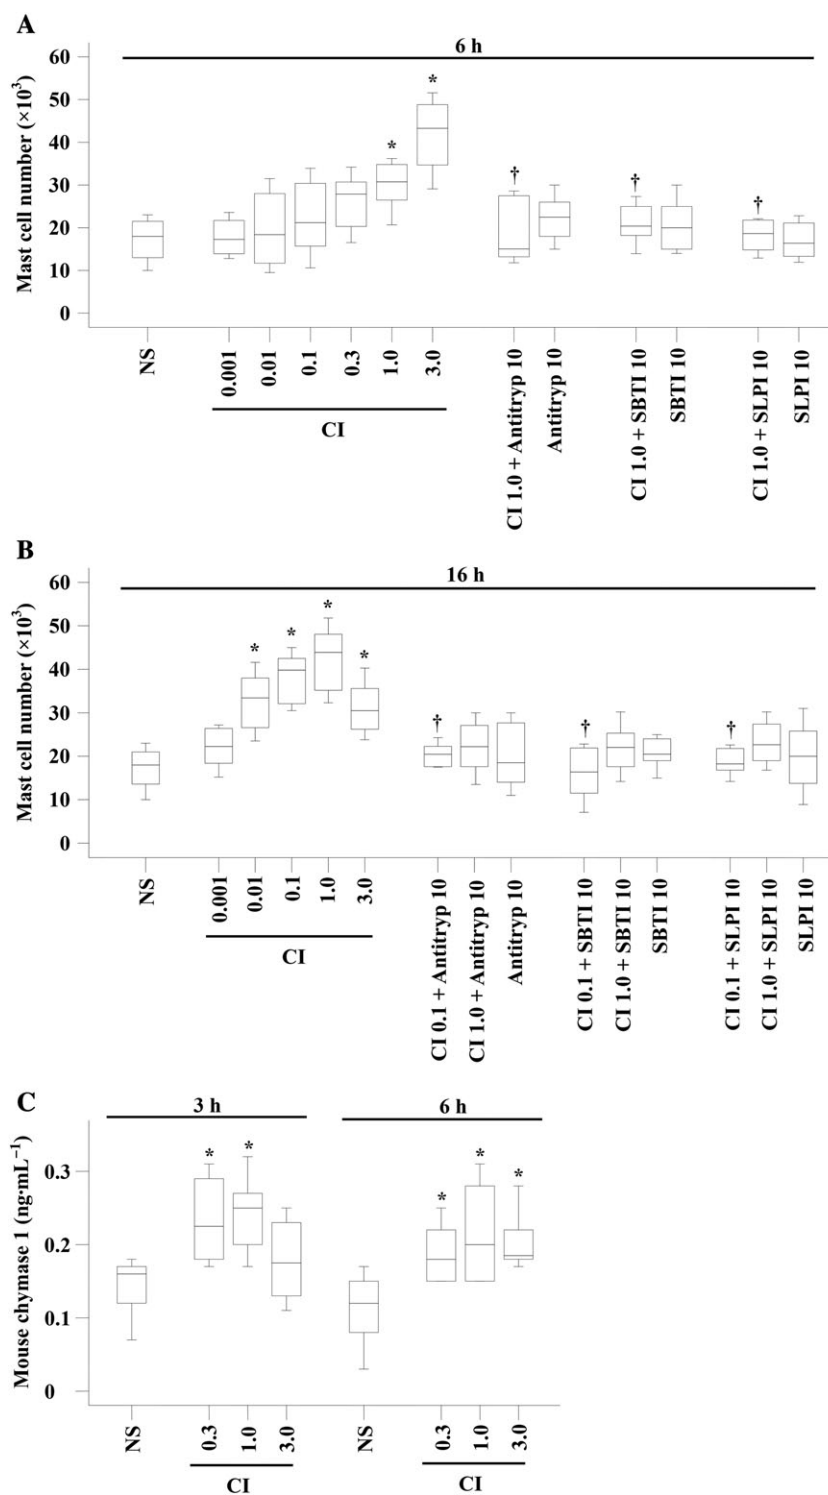 A
6 h
Mast cell number (×10³)
60
50
40
30
20
10
0
* *
† † †
NS
0.001
0.01
0.1
0.3
1.0
3.0
CI
CI 1.0 + Antitryp 10
Antitryp 10
CI 1.0 + SBTI 10
SBTI 10
CI 1.0 + SLPI 10
SLPI 10
B
16 h
Mast cell number (×10³)
60
50
40
30
20
10
0
* * * *
† † †
NS
0.001
0.01
0.1
1.0
3.0
CI
CI 0.1 + Antitryp 10
CI 1.0 + Antitryp 10
Antitryp 10
CI 0.1 + SBTI 10
CI 1.0 + SBTI 10
SBTI 10
CI 0.1 + SLPI 10
CI 1.0 + SLPI 10
SLPI 10
C
3 h
6 h
Mouse chymase 1 (ng·mL⁻¹)
0.3
0.2
0.1
0
* *
* * *
NS
0.3
1.0
3.0
CI
NS
0.3
1.0
3.0
CI